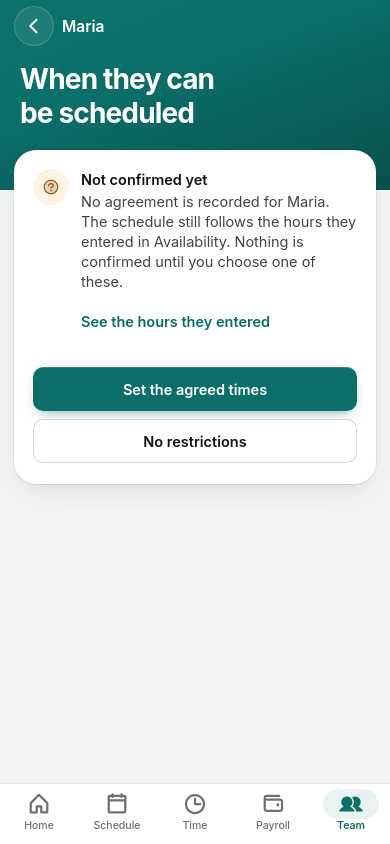 Maria
When they can
be scheduled
Not confirmed yet
No agreement is recorded for Maria.
The schedule still follows the hours they
entered in Availability. Nothing is
confirmed until you choose one of
these.
See the hours they entered
Set the agreed times
No restrictions
Home
Schedule
Time
Payroll
Team